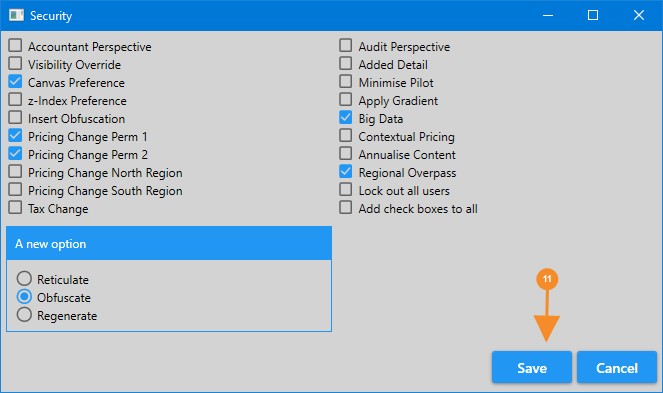 Security
Accountant Perspective
Visibility Override
Canvas Preference
z-Index Preference
Insert Obfuscation
Pricing Change Perm 1
Pricing Change Perm 2
Pricing Change North Region
Pricing Change South Region
Tax Change
Audit Perspective
Added Detail
Minimise Pilot
Apply Gradient
Big Data
Contextual Pricing
Annualise Content
Regional Overpass
Lock out all users
Add check boxes to all
A new option
Reticulate
Obfuscate
Regenerate
11
Save
Cancel